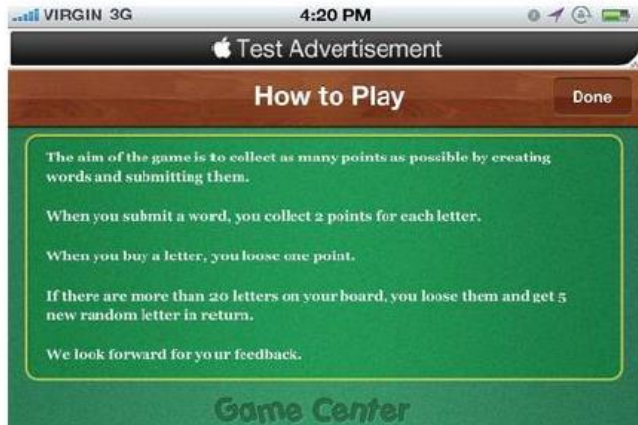 VIRGIN 3G 4:20 PM
Test Advertisement
How to Play Done
The aim of the game is to collect as many points as possible by creating
words and submitting them.
When you submit a word, you collect 2 points for each letter.
When you buy a letter, you loose one point.
If there are more than 20 letters on your board, you loose them and get 5
new random letter in return.
We look forward for your feedback.
Game Center